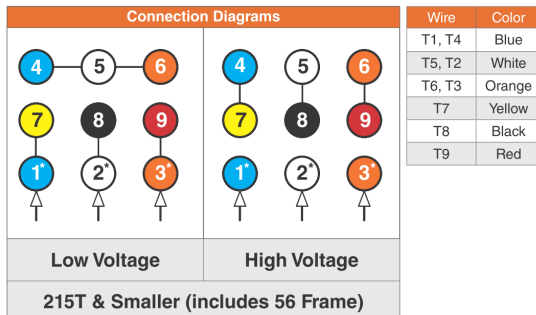 Connection Diagrams
4 5 6 4 5 6
7 8 9 7 8 9
1* 2* 3* 1* 2* 3*
Low Voltage High Voltage
215T & Smaller (includes 56 Frame)
Wire Color
T1, T4 Blue
T5, T2 White
T6, T3 Orange
T7 Yellow
T8 Black
T9 Red